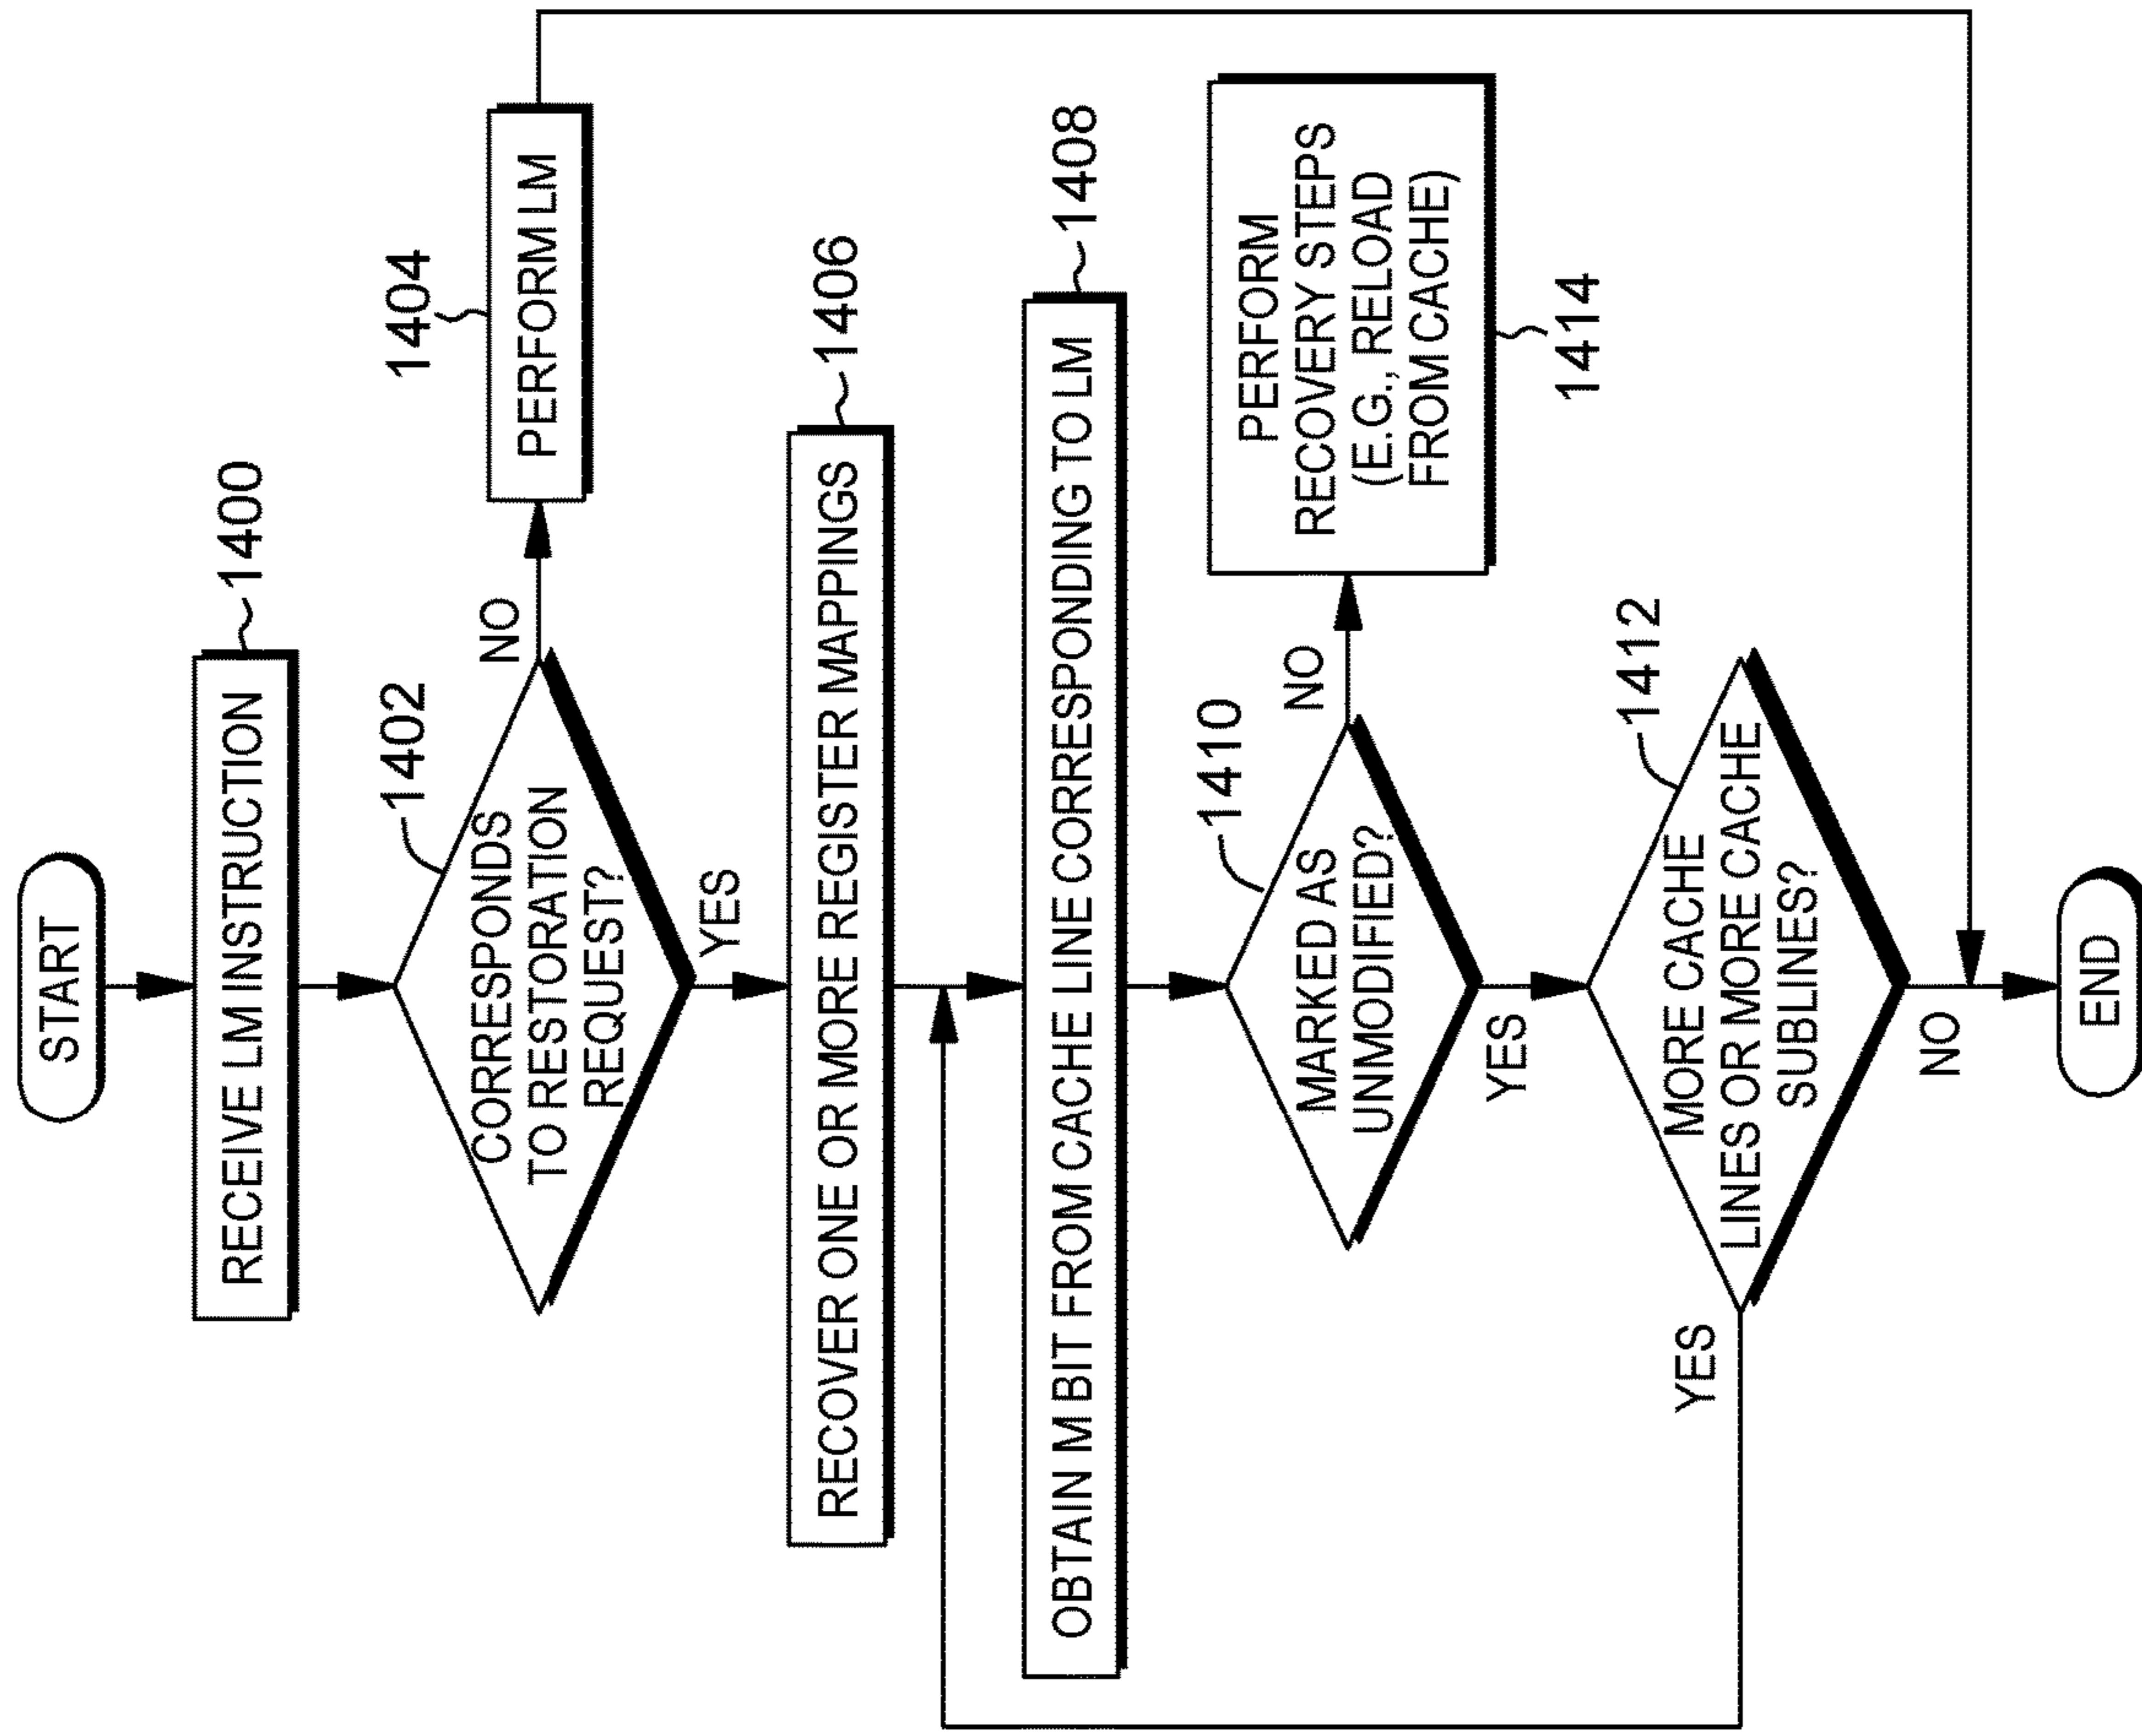 START
RECEIVE LM INSTRUCTION
1400
CORRESPONDS
TO RESTORATION
REQUEST?
1402
NO
PERFORM LM
1404
YES
RECOVER ONE OR MORE REGISTER MAPPINGS
1406
OBTAIN M BIT FROM CACHE LINE CORRESPONDING TO LM
1408
MARKED AS
UNMODIFIED?
1410
NO
PERFORM
RECOVERY STEPS
(E.G., RELOAD
FROM CACHE)
1414
YES
MORE CACHE
LINES OR MORE CACHE
SUBLINES?
1412
YES
NO
END